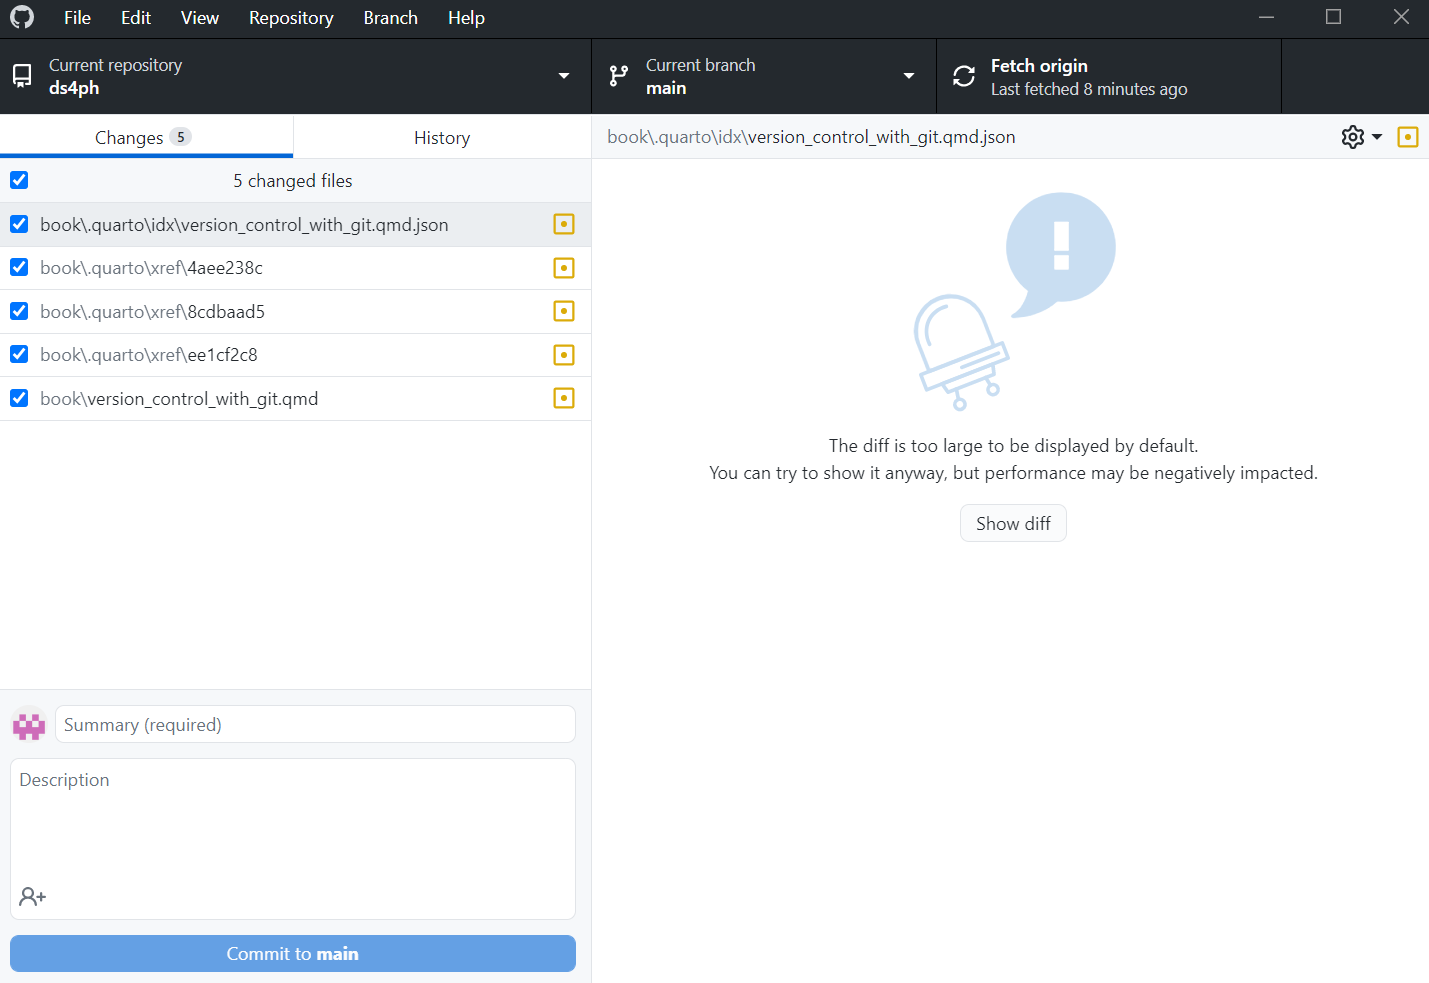 File Edit View Repository Branch Help
Current repository
ds4ph
Current branch
main
Fetch origin
Last fetched 8 minutes ago
Changes 5
History
book\.quarto\idx\version_control_with_git.qmd.json
5 changed files
book\.quarto\idx\version_control_with_git.qmd.json
book\.quarto\xref\4aee238c
book\.quarto\xref\8cdbaad5
book\.quarto\xref\ee1cf2c8
book\version_control_with_git.qmd
The diff is too large to be displayed by default.
You can try to show it anyway, but performance may be negatively impacted.
Show diff
Summary (required)
Description
Commit to main